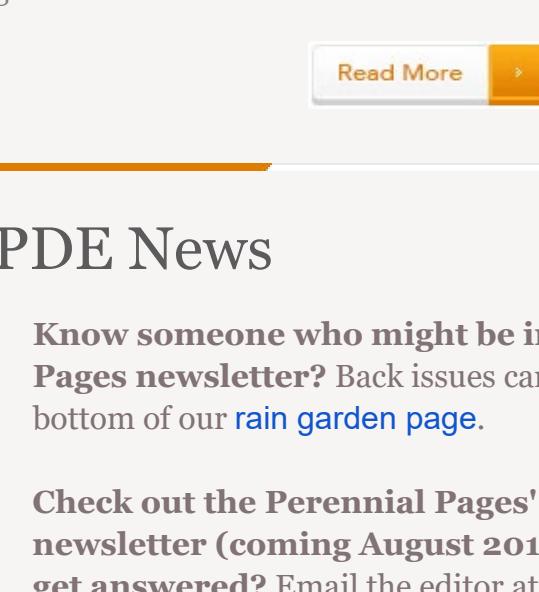 Read More
PDE News
Know someone who might be
Pages newsletter? Back issues
bottom of our rain garden page.
Check out the Perennial Pages'
newsletter (coming August 201
get answered? Email the editor at